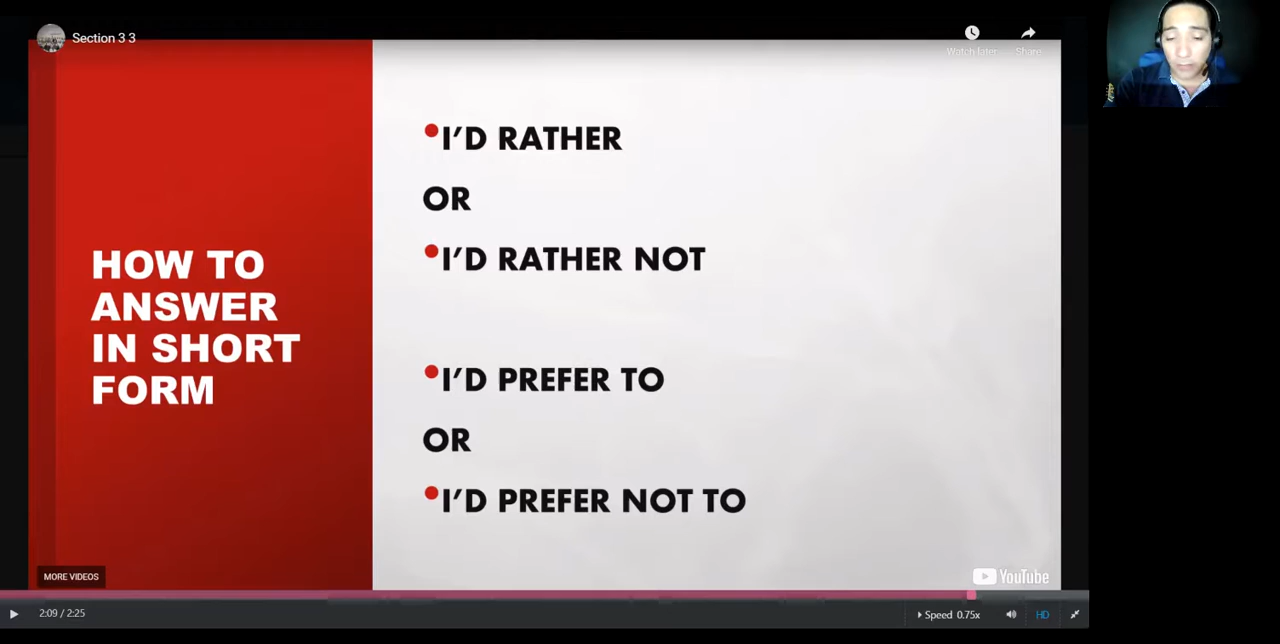 Section 3 3
Watch later
Share
HOW TO
ANSWER
IN SHORT
FORM
•I'D RATHER
OR
•I'D RATHER NOT
•I'D PREFER TO
OR
•I'D PREFER NOT TO
MORE VIDEOS
YouTube
2:09 / 2:25
Speed 0.75x
HD